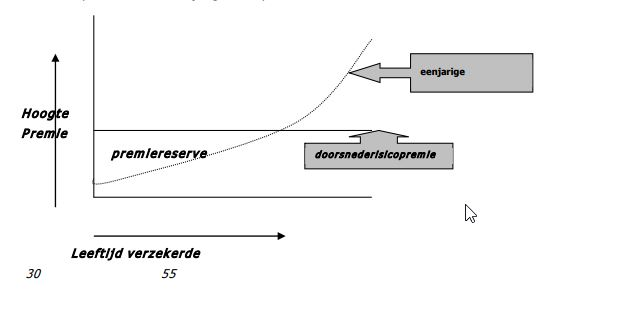 eenjarige
Hoogte
Premie
premiereserve
doorsnederisicopremie
Leeftijd verzekerde
30 55